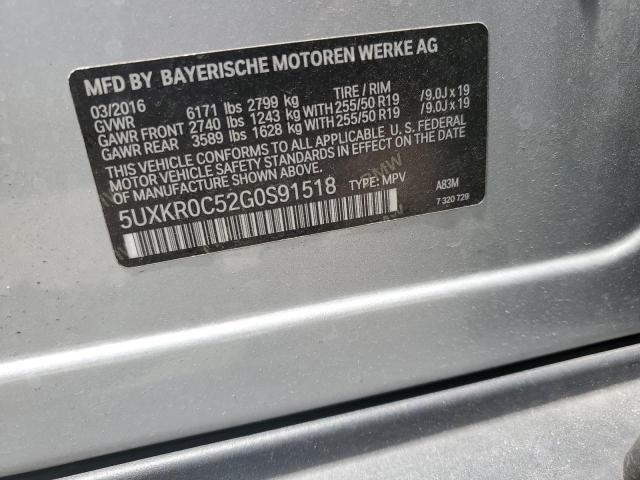 MFD BY BAYERISCHE MOTOREN WERKE AG
03/2016 TIRE / RIM
GVWR 6171 lbs 2799 kg
GAWR FRONT 2740 lbs 1243 kg WITH 255/50 R19 /9.0J x 19
GAWR REAR 3589 lbs 1628 kg WITH 255/50 R19 /9.0J x 19
THIS VEHICLE CONFORMS TO ALL APPLICABLE U.S. FEDERAL
MOTOR VEHICLE SAFETY STANDARDS IN EFFECT ON THE DATE
OF MANUFACTURE SHOWN ABOVE.
5UXKR0C52G0S91518 TYPE: MPV A83M
7 320 729